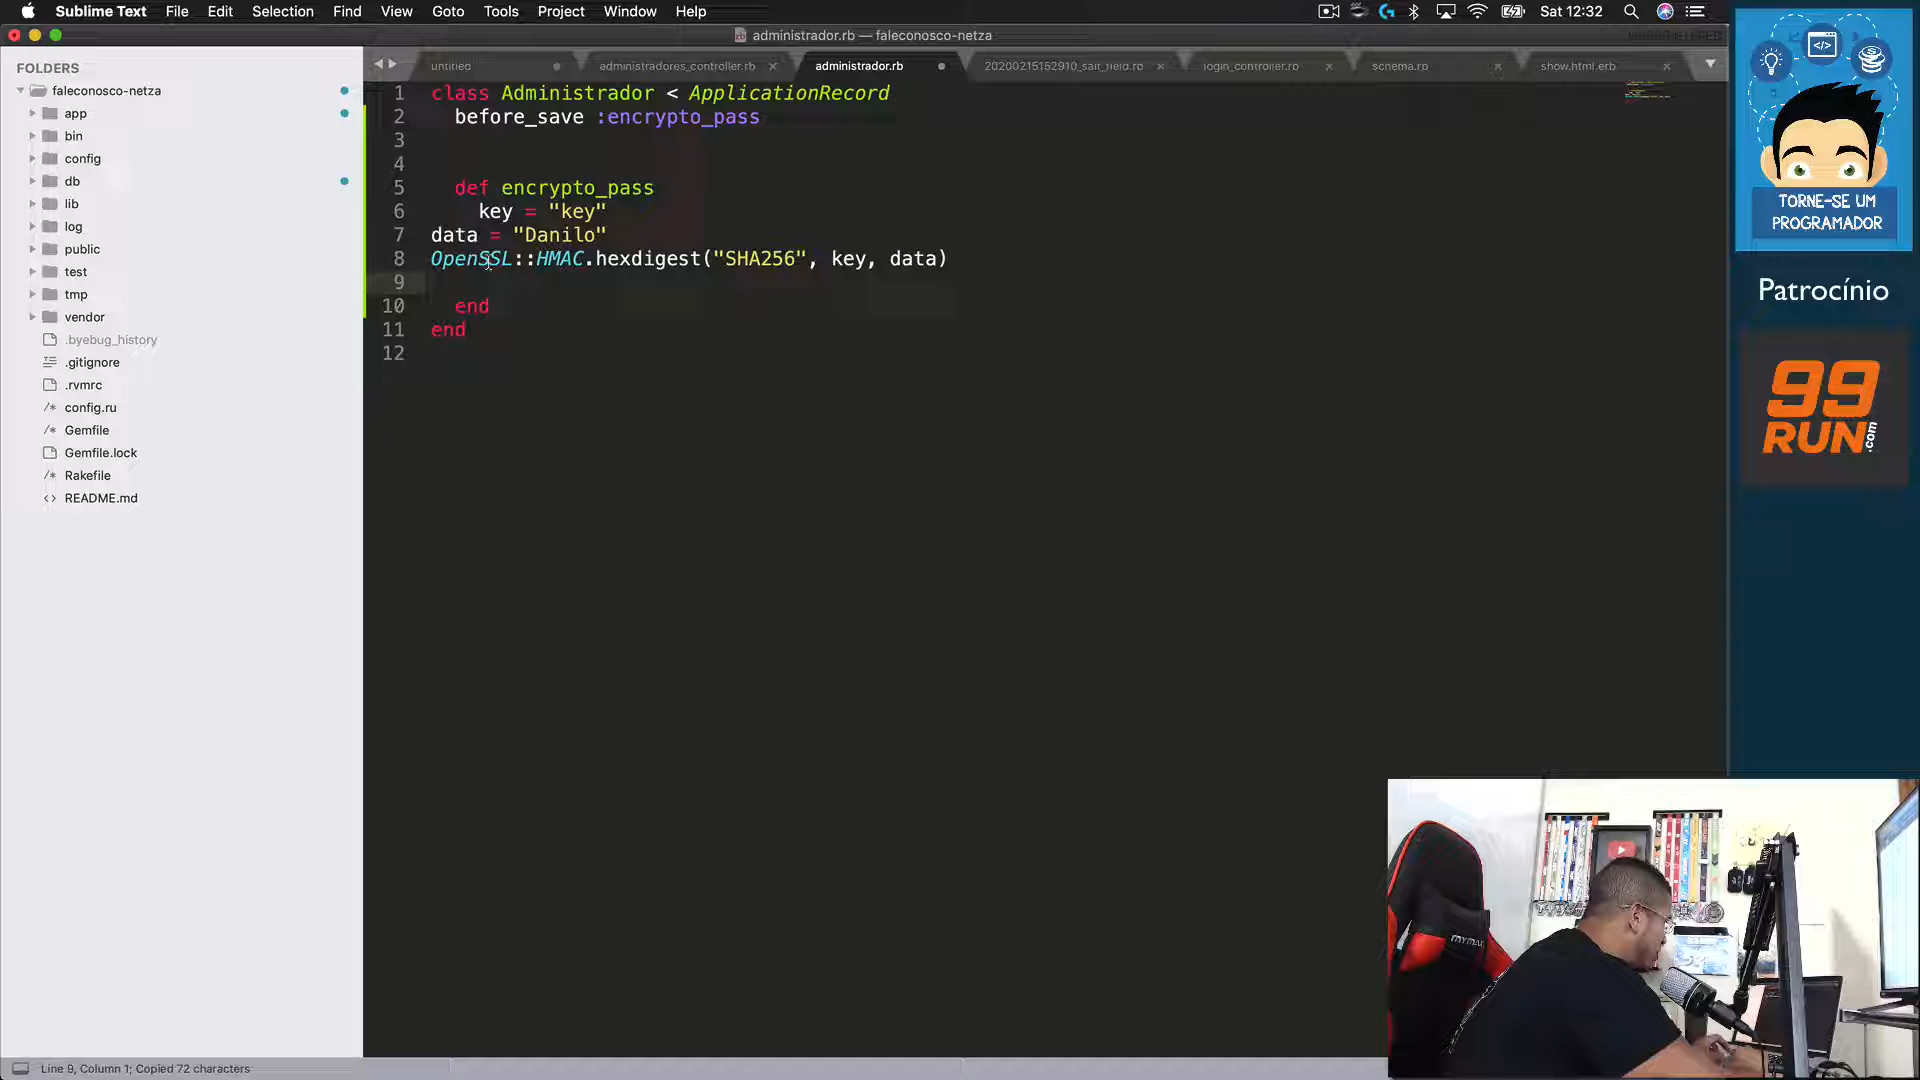 Sublime Text File Edit Selection Find View Goto Tools Project Window Help
Sat 12:32
administrador.rb — faleconosco-netza
FOLDERS
faleconosco-netza
app
bin
config
db
lib
log
public
test
tmp
vendor
.byebug_history
.gitignore
.rvmrc
config.ru
Gemfile
Gemfile.lock
Rakefile
README.md
untitled
administradores_controller.rb
administrador.rb
20200215152910_salt_field.rb
login_controller.rb
schema.rb
show.html.erb
1 class Administrador < ApplicationRecord
2 before_save :encrypto_pass
3
4
5 def encrypto_pass
6 key = "key"
7 data = "Danilo"
8 OpenSSL::HMAC.hexdigest("SHA256", key, data)
9
10 end
11 end
12
</>
TORNE-SE UM
PROGRAMADOR
Patrocínio
99
RUN.com
MYMAX
Line 9, Column 1; Copied 72 characters